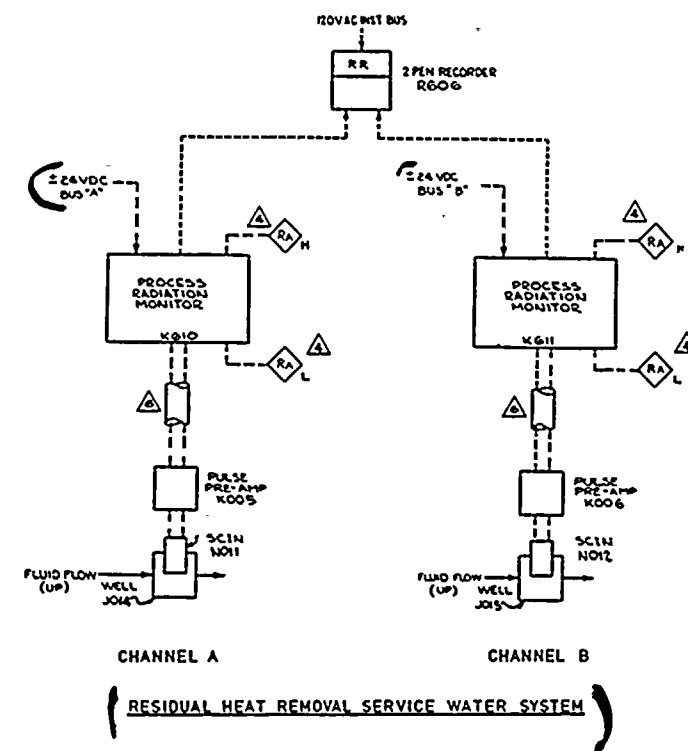 120VAC INST BUS
RR
2 PEN RECORDER
R606
±24VDC
BUS "A"
±24VDC
BUS "B"
4
RA
H
4
RA
H
PROCESS
RADIATION
MONITOR
K610
PROCESS
RADIATION
MONITOR
K611
4
RA
L
4
RA
L
6
6
PULSE
PRE-AMP
K005
PULSE
PRE-AMP
K006
SCIN
N011
SCIN
N012
FLUID FLOW
(UP)
WELL
J014
FLUID FLOW
(UP)
WELL
J015
CHANNEL A
CHANNEL B
RESIDUAL HEAT REMOVAL SERVICE WATER SYSTEM